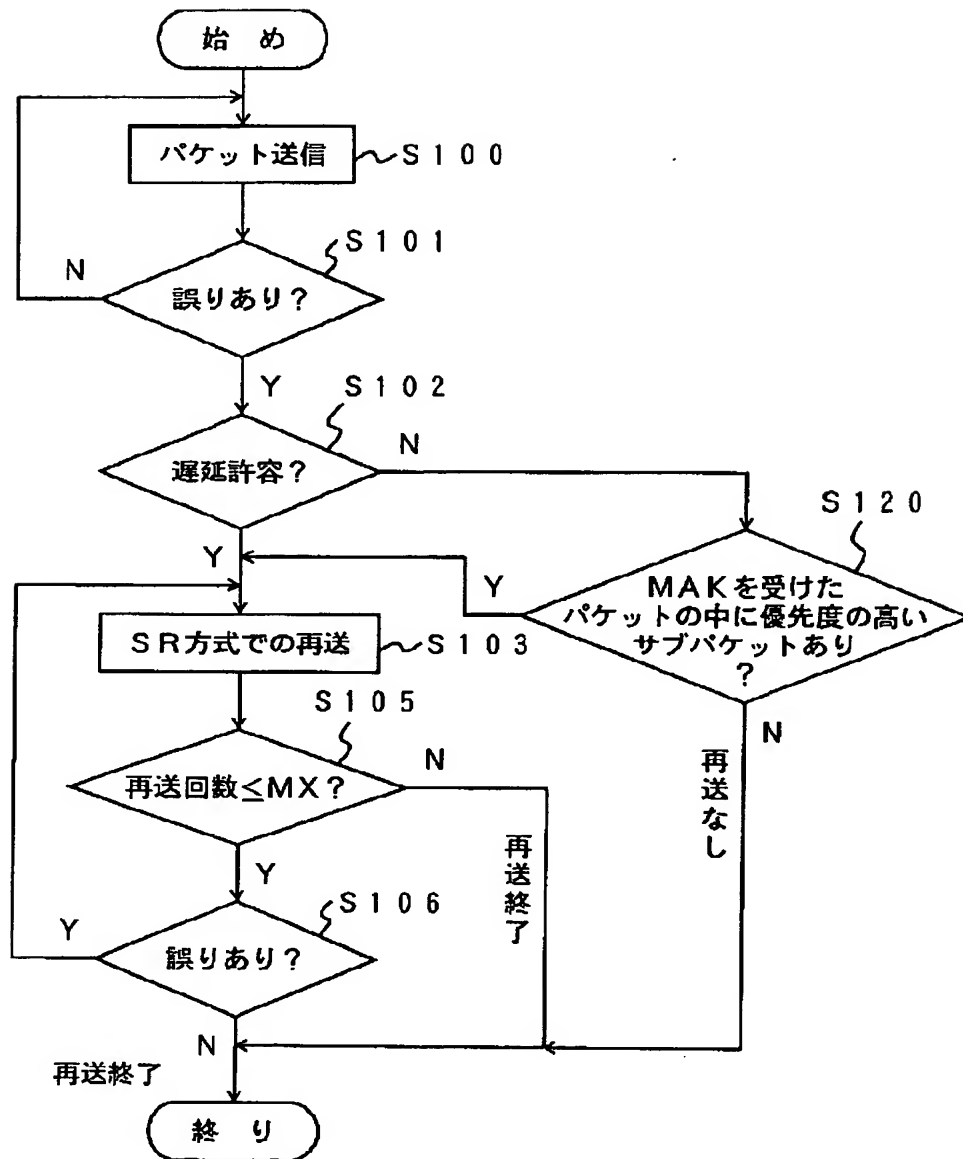 始 め
パケット送信
S100
S101
N
誤りあり?
Y
S102
N
遅延許容?
S120
Y
Y
MAKを受けた
パケットの中に優先度の高い
サブパケットあり
?
SR方式での再送
S103
S105
N
N
再送回数≤MX?
再送なし
再送終了
Y
S106
Y
誤りあり?
N
再送終了
終 り